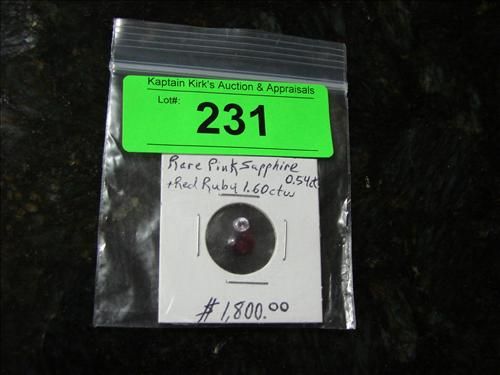 Kaptain Kirk's Auction & Appraisals
Lot#:
231
Rare Pink Sapphire
0.54ct
+Red Ruby 1.60ctw
$1,800.00